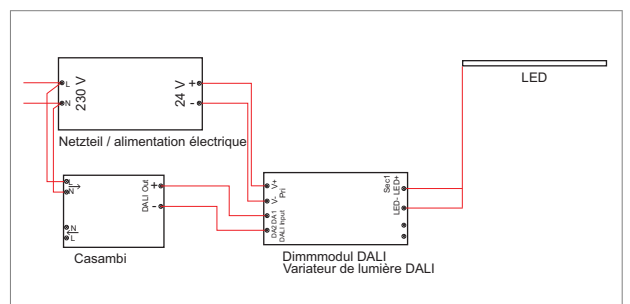 L
N
230 V
24 V
+
-
Netzteil / alimentation électrique
LED
L
N
N
L
DALI Out
+
-
Casambi
V+
V-
Pri
DA2 DA1
DALI Input
Sec1
LED- LED+
Dimmmodul DALI
Variateur de lumière DALI